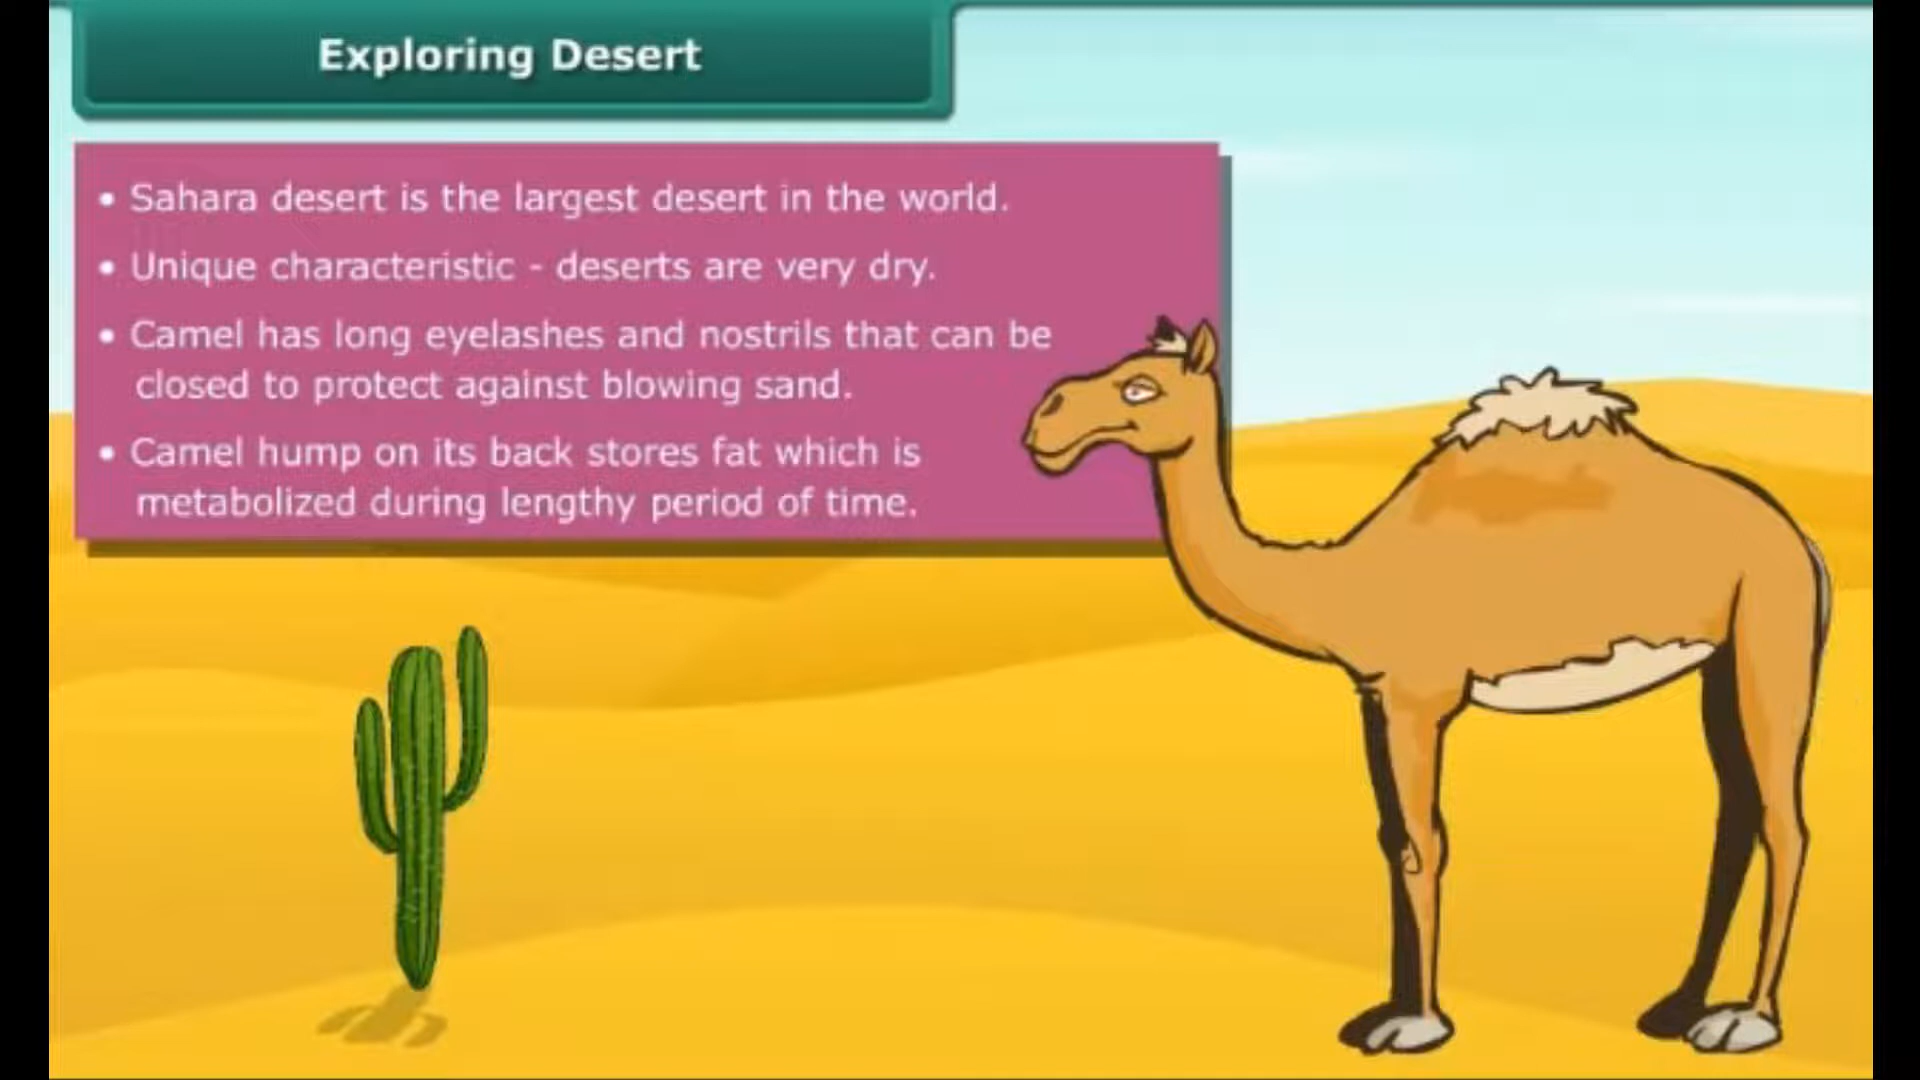 Exploring Desert
• Sahara desert is the largest desert in the world.
• Unique characteristic - deserts are very dry.
• Camel has long eyelashes and nostrils that can be
closed to protect against blowing sand.
• Camel hump on its back stores fat which is
metabolized during lengthy period of time.